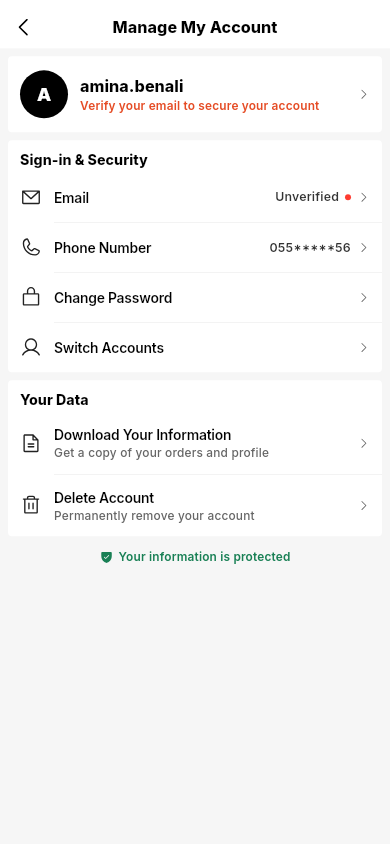 Manage My Account
A
amina.benali
Verify your email to secure your account
Sign-in & Security
Email
Unverified
Phone Number
055*****56
Change Password
Switch Accounts
Your Data
Download Your Information
Get a copy of your orders and profile
Delete Account
Permanently remove your account
Your information is protected